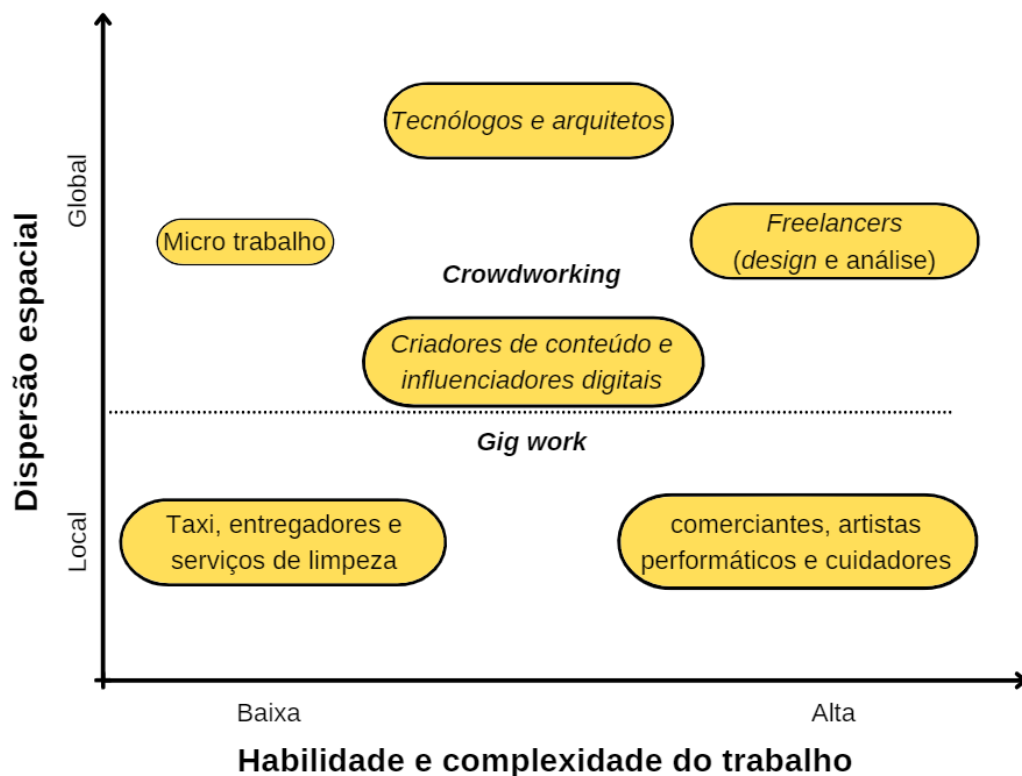 Tecnólogos e arquitetos
Global
Micro trabalho
Freelancers
(design e análise)
Crowdworking
Criadores de conteúdo e
influenciadores digitais
Dispersão espacial
Gig work
Local
Taxi, entregadores e
serviços de limpeza
comerciantes, artistas
performáticos e cuidadores
Baixa
Alta
Habilidade e complexidade do trabalho